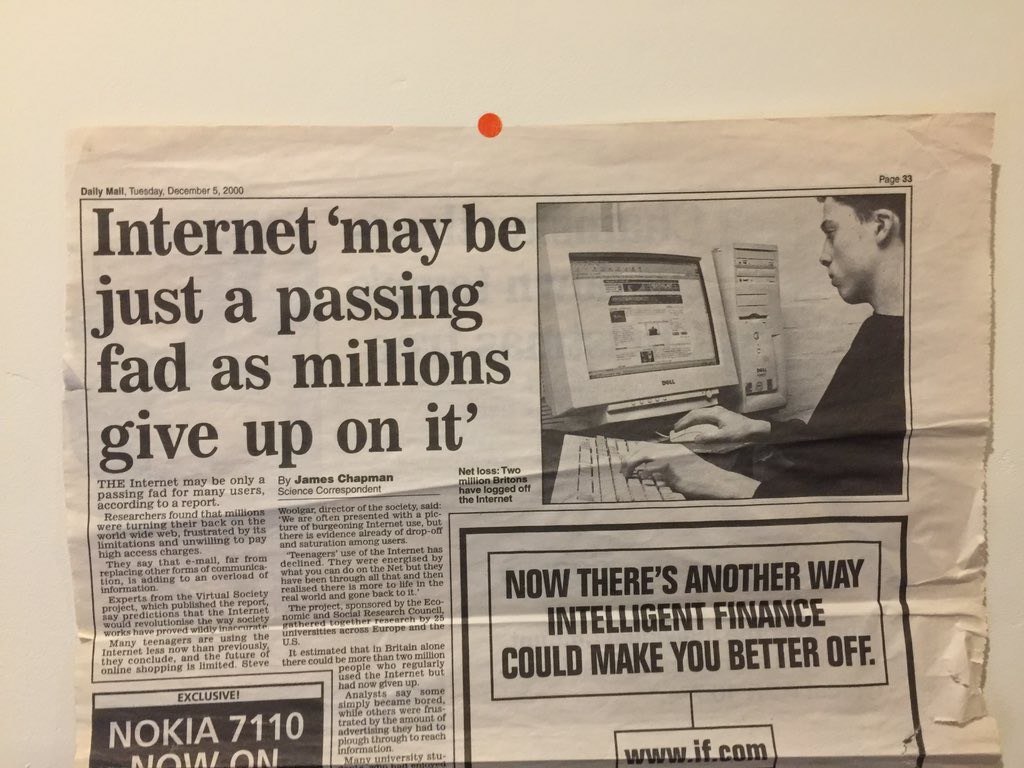 Daily Mail, Tuesday, December 5, 2000
Page 33
Internet ‘may be
just a passing
fad as millions
give up on it’
THE Internet may be only a
passing fad for many users,
according to a report.
Researchers found that millions
were turning their back on the
world wide web, frustrated by its
limitations and unwilling to pay
high access charges.
They say that e-mail, far from
replacing other forms of communica-
tion, is adding to an overload of
information.
Experts from the Virtual Society
project, which published the report,
say predictions that the Internet
would revolutionise the way society
works have proved wildly inaccurate.
Many teenagers are using the
Internet less now than previously,
they conclude, and the future of
online shopping is limited. Steve
By James Chapman
Science Correspondent
Woolgar, director of the society, said:
‘We are often presented with a pic-
ture of burgeoning Internet use, but
there is evidence already of drop-off
and saturation among users.
‘Teenagers’ use of the Internet has
declined. They were energised by
what you can do on the Net but they
have been through all that and then
realised there is more to life in the
real world and gone back to it.’
The project, sponsored by the Eco-
nomic and Social Research Council,
gathered together research by 25
universities across Europe and the
U.S.
It estimated that in Britain alone
there could be more than two million
people who regularly
used the Internet but
had now given up.
Analysts say some
simply became bored,
while others were frus-
trated by the amount of
advertising they had to
plough through to reach
information.
Many university stu-
had enjoyed
Net loss: Two
million Britons
have logged off
the Internet
DELL
NOW THERE'S ANOTHER WAY
INTELLIGENT FINANCE
COULD MAKE YOU BETTER OFF.
www.if.com
EXCLUSIVE!
NOKIA 7110
NOW ON